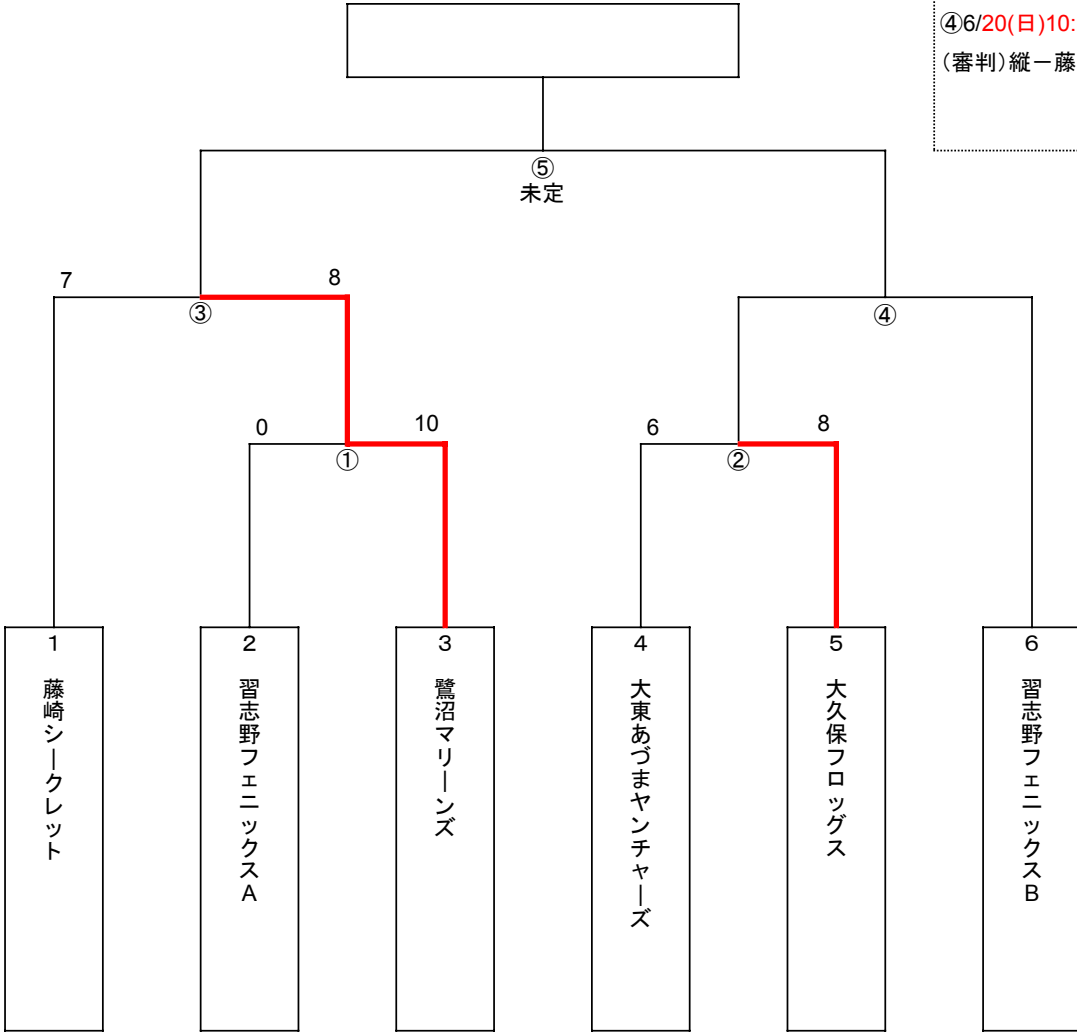 ④6/20(日)10:
(審判)縦－藤
⑤
未定
7
8
③
④
0
10
6
8
①
②
1
藤崎シークレット
2
習志野フェニックスA
3
鷺沼マリーンズ
4
大東あづまヤンチャーズ
5
大久保フロッグス
6
習志野フェニックスB